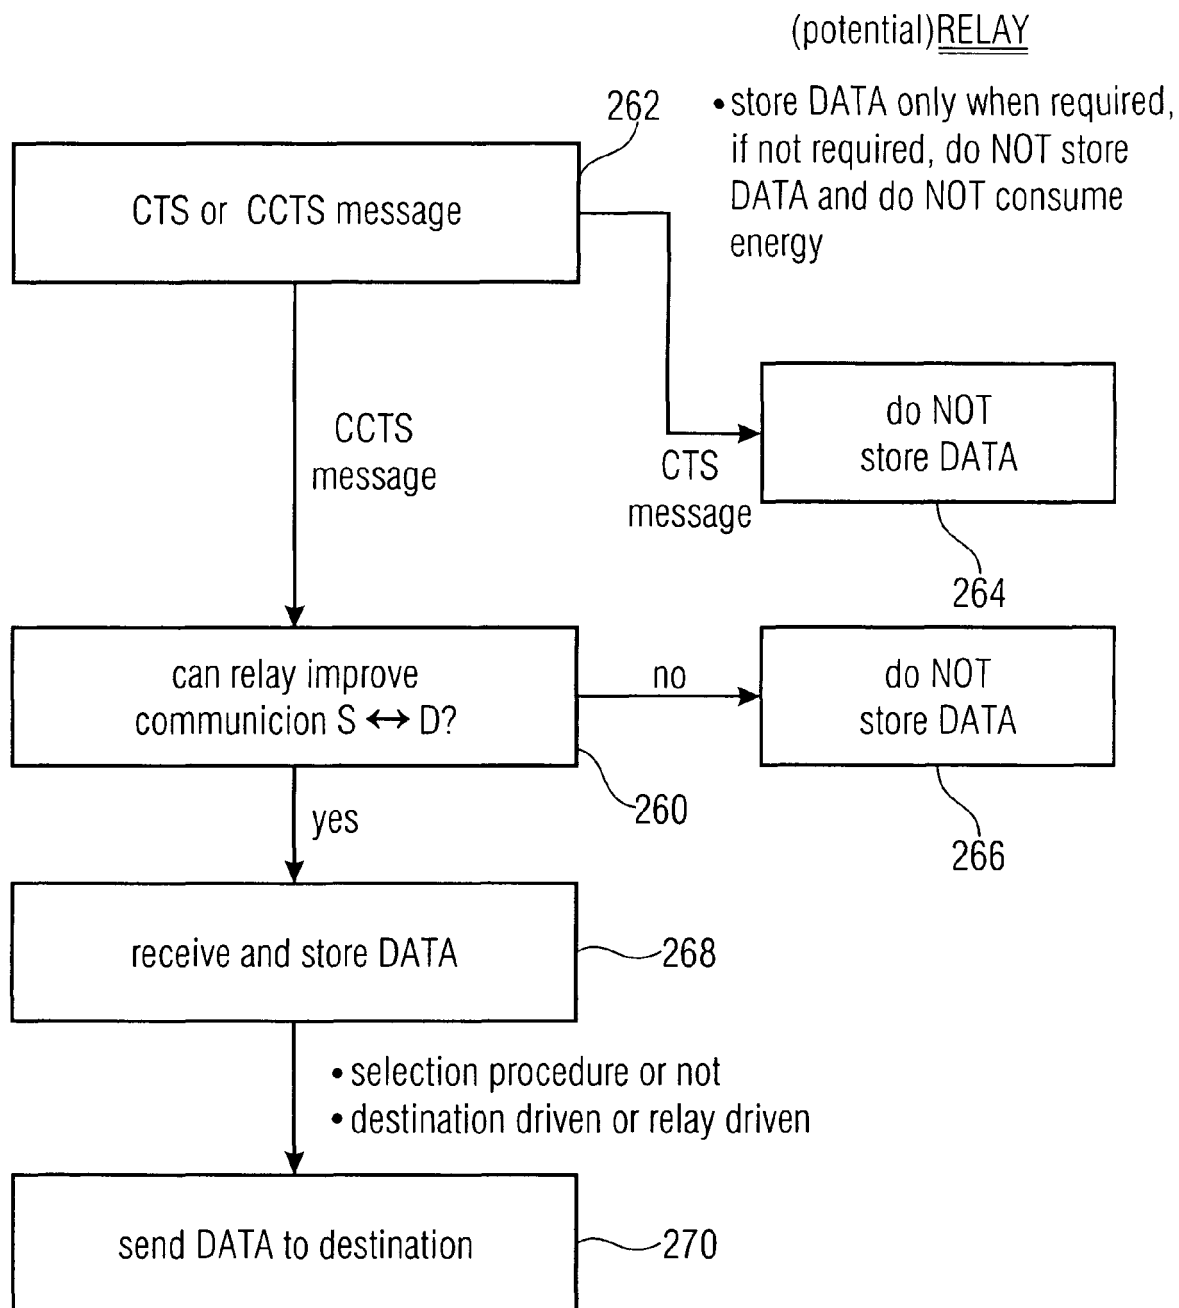 (potential)RELAY
• store DATA only when required,
if not required, do NOT store
DATA and do NOT consume
energy
262
CTS or CCTS message
CCTS
message
CTS
message
do NOT
store DATA
264
can relay improve
communicion S ↔ D?
no
do NOT
store DATA
260
266
yes
receive and store DATA
268
• selection procedure or not
• destination driven or relay driven
send DATA to destination
270